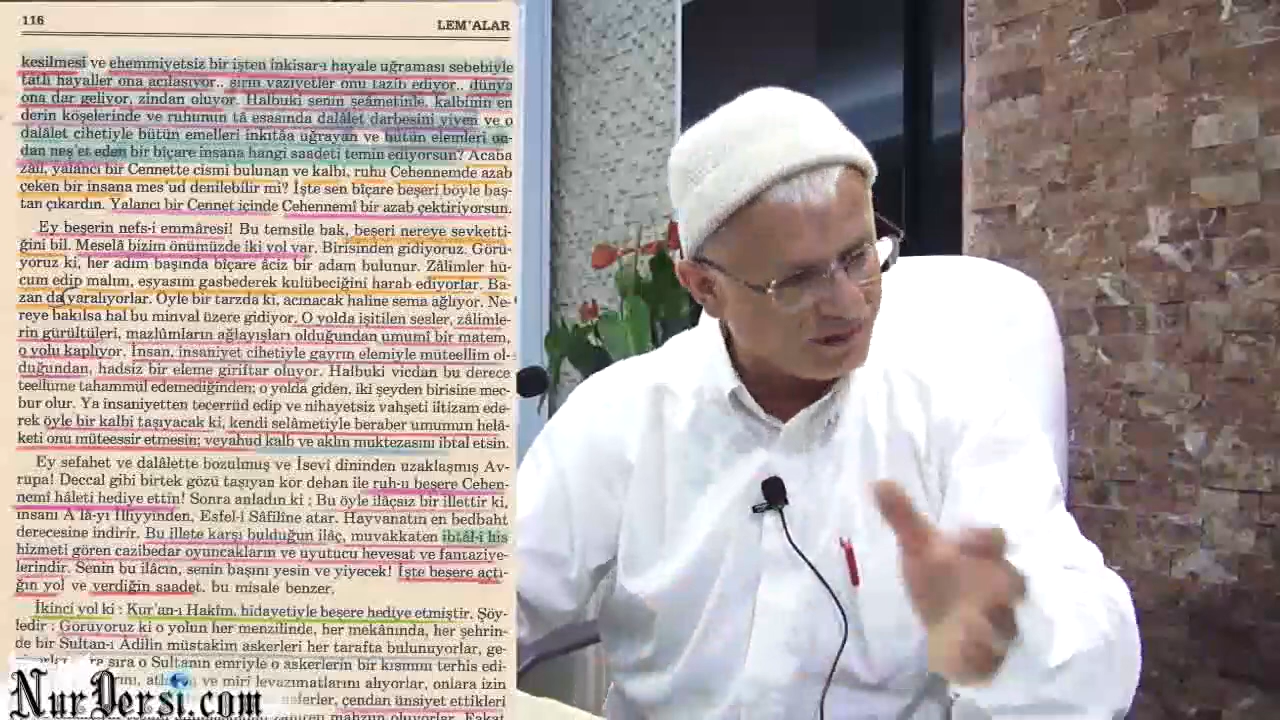 116
LEM'ALAR
kesilmesi ve ehemmiyetsiz bir işten inkisar-ı hayale uğraması sebebiyle
tatlı hayaller ona acılasıyor.. şirin vaziyetler onu tazib ediyor.. dünya
ona dar geliyor, zindan oluyor. Halbuki senin şeâmetinle, kalbinin en
derin köşelerinde ve ruhunun tâ esasında dalâlet darbesini yiyen ve o
dalâlet cihetiyle bütün emelleri inkıtâa uğrayan ve bütün elemleri on-
dan neş'et eden bir biçare insana hangi saadeti temin ediyorsun? Acaba
zâil, yalancı bir Cennette cismi bulunan ve kalbi, ruhu Cehennemde azab
çeken bir insana mes'ud denilebilir mi? İşte sen biçare beşeri böyle baş-
tan çıkardın. Yalancı bir Cennet içinde Cehennemî bir azab çektiriyorsun.
Ey beşerin nefs-i emmâresi! Bu temsile bak, beşeri nereye sevketti-
ğini bil. Meselâ bizim önümüzde iki yol var. Birisinden gidiyoruz. Görü-
yoruz ki, her adım başında biçare âciz bir adam bulunur. Zâlimler hü-
cum edip malını, eşyasını gasbederek kulübeciğini harab ediyorlar. Ba-
zan da yaralıyorlar. Öyle bir tarzda ki, acınacak haline sema ağlıyor. Ne-
reye bakılsa hal bu minval üzere gidiyor. O yolda işitilen sesler, zâlimle-
rin gürültüleri, mazlûmların ağlayışları olduğundan umumî bir matem,
o yolu kaplıyor. İnsan, insaniyet cihetiyle gayrın elemiyle müteellim ol-
duğundan, hadsiz bir eleme giriftar oluyor. Halbuki vicdan bu derece
teellüme tahammül edemediğinden; o yolda giden, iki şeyden birisine mec-
bur olur. Ya insaniyetten tecerrüd edip ve nihayetsiz vahşeti iltizam ede-
rek öyle bir kalbi taşıyacak ki, kendi selâmetiyle beraber umumun helâ-
keti onu müteessir etmesin; veyahud kalb ve aklın muktezasını ibtal etsin.
Ey sefahet ve dalâlette bozulmuş ve İsevî dininden uzaklaşmış Av-
rupa! Deccal gibi birtek gözü taşıyan kör dehan ile ruh-u beşere Cehen-
nemî hâleti hediye ettin! Sonra anladın ki ; Bu öyle ilâçsız bir illettir ki,
insanı A'lâ-yı İlliyyînden, Esfel-i Sâfilîne atar. Hayvanatın en bedbaht
derecesine indirir. Bu illete karşı bulduğun ilâç, muvakkaten ibtâl-i his
hizmeti gören cazibedar oyuncakların ve uyutucu hevesat ve fantaziye-
lerindir. Senin bu ilâcın, senin başını yesin ve yiyecek! İşte beşere açtı-
ğın yol ve verdiğin saadet, bu misale benzer.
İkinci yol ki : Kur'an-ı Hakîm, hidayetiyle beşere hediye etmiştir. Şöy-
ledir : Görüyoruz ki o yolun her menzilinde, her mekânında, her şehrin-
de bir Sultan-ı Âdilin müstakim askerleri her tarafta bulunuyorlar, ge-
sıra o Sultanın emriyle o askerlerin bir kısmını terhis edi-
ve mirî levazımatlarını alıyorlar, onlara izin
neferler, çendan ünsiyet ettikleri
mahzun oluyorlar. Fakat
NurDersi.com